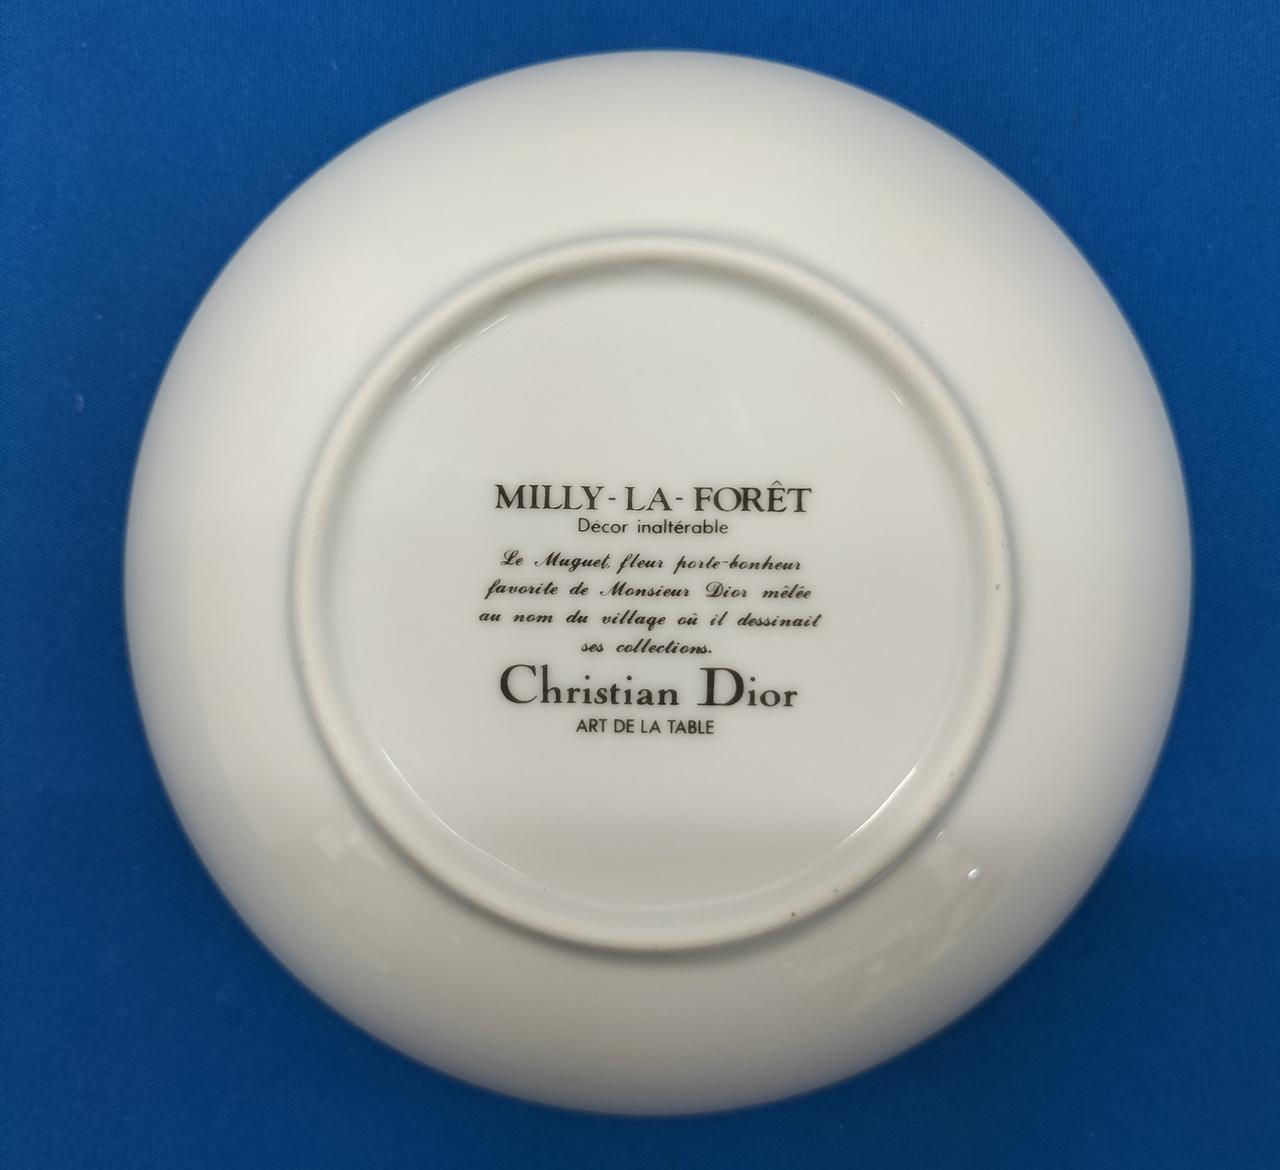 MILLY-LA-FORÊT
Décor inaltérable
Le Muguet, fleur porte-bonheur
favorite de Monsieur Dior mêlée
au nom du village où il dessinait
ses collections.
Christian Dior
ART DE LA TABLE